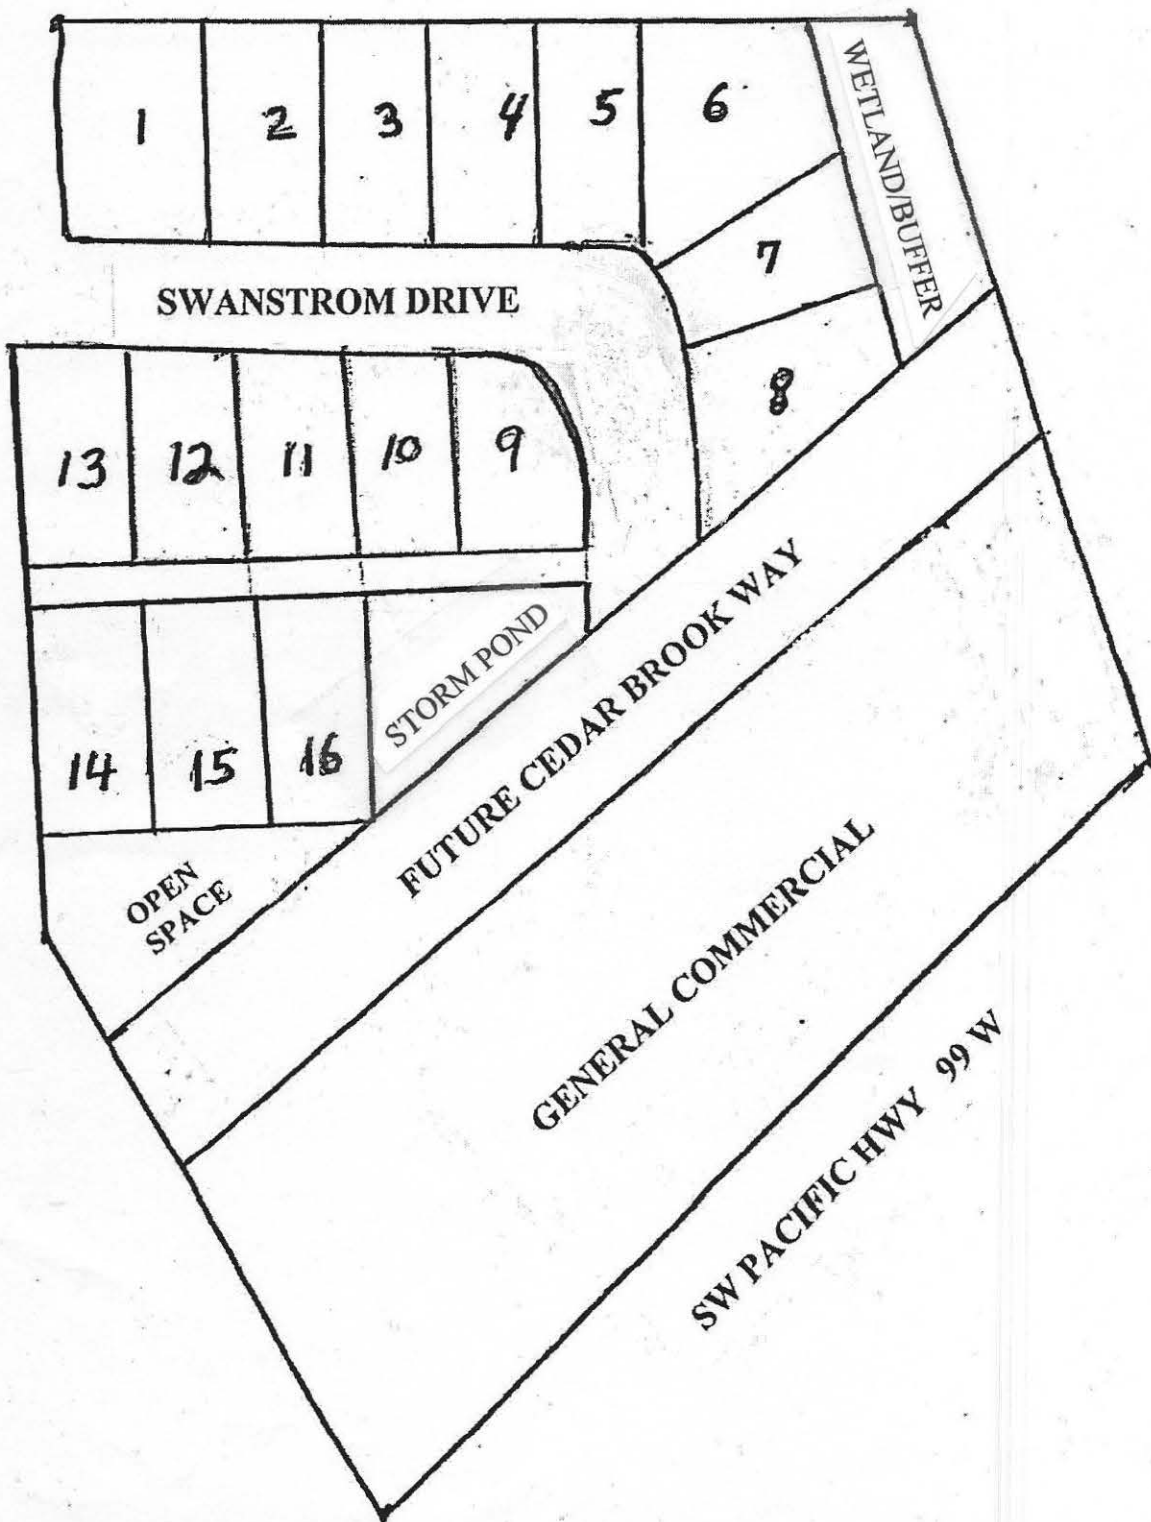 1
2
3
4
5
6
WETLAND/BUFFER
7
SWANSTROM DRIVE
8
13
12
11
10
9
STORM POND
14
15
16
FUTURE CEDAR BROOK WAY
OPEN
SPACE
GENERAL COMMERCIAL
SW PACIFIC HWY 99 W